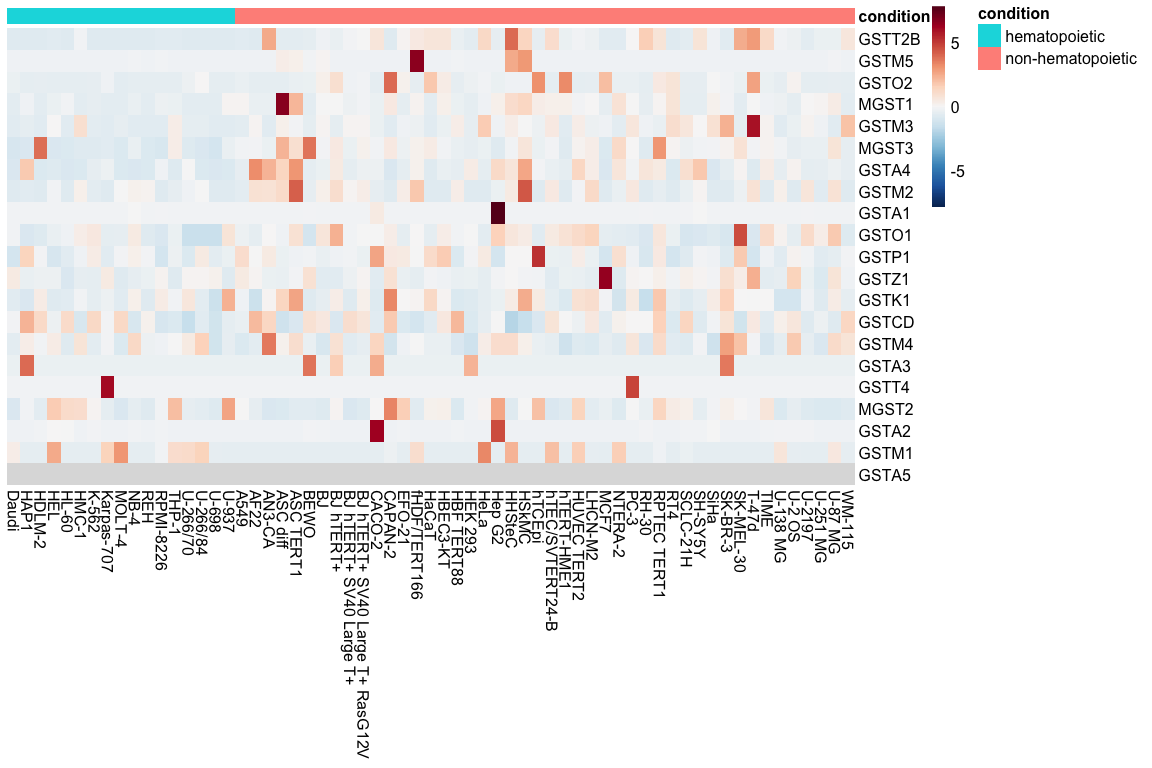 condition
GSTT2B
GSTM5
GSTO2
MGST1
GSTM3
MGST3
GSTA4
GSTM2
GSTA1
GSTO1
GSTP1
GSTZ1
GSTK1
GSTCD
GSTM4
GSTA3
GSTT4
MGST2
GSTA2
GSTM1
GSTA5
5
0
-5
condition
hematopoietic
non-hematopoietic
Daudi
HAP1
HDLM-2
HEL
HL-60
HMC-1
K-562
Karpas-707
MOLT-4
NB-4
REH
RPMI-8226
THP-1
U-266/70
U-266/84
U-698
U-937
A549
AF22
AN3-CA
ASC diff
ASC TERT1
BEWO
BJ
BJ hTERT+
BJ hTERT+ SV40 Large T+
BJ hTERT+ SV40 Large T+ RasG12V
CACO-2
CAPAN-2
EFO-21
fHDF/TERT166
HaCaT
HBEC3-KT
HBF TERT88
HEK 293
HeLa
Hep G2
HHSteC
HSkMC
hTCEpi
hTEC/SVTERT24-B
hTERT-HME1
HUVEC TERT2
LHCN-M2
MCF7
NTERA-2
PC-3
RH-30
RPTEC TERT1
RT4
SCLC-21H
SH-SY5Y
SiHa
SK-BR-3
SK-MEL-30
T-47d
TIME
U-138 MG
U-2 OS
U-2197
U-251 MG
U-87 MG
WM-115